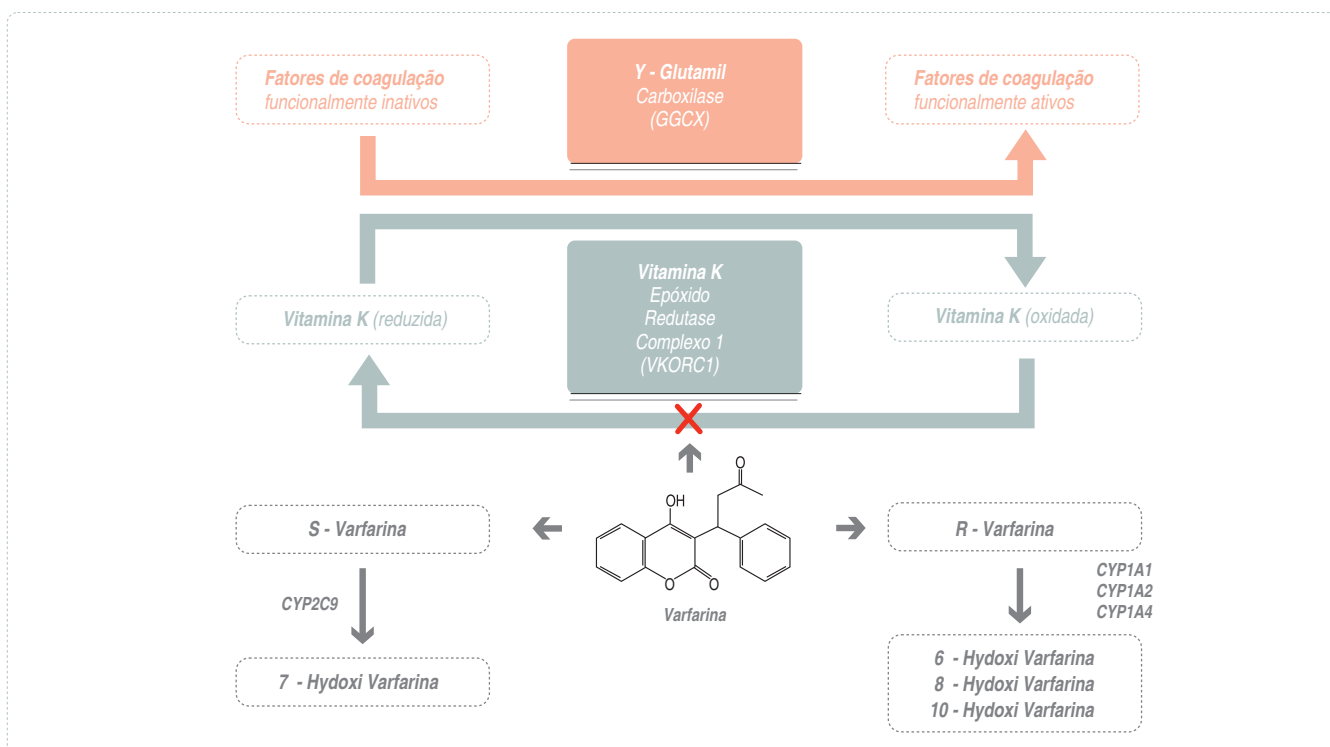 Fatores de coagulação
funcionalmente inativos
Y - Glutamil
Carboxilase
(GGCX)
Fatores de coagulação
funcionalmente ativos
Vitamina K (reduzida)
Vitamina K
Epóxido
Redutase
Complexo 1
(VKORC1)
Vitamina K (oxidada)
S - Varfarina
OH
O
O
O
Varfarina
R - Varfarina
CYP2C9
CYP1A1
CYP1A2
CYP1A4
7 - Hydoxi Varfarina
6 - Hydoxi Varfarina
8 - Hydoxi Varfarina
10 - Hydoxi Varfarina